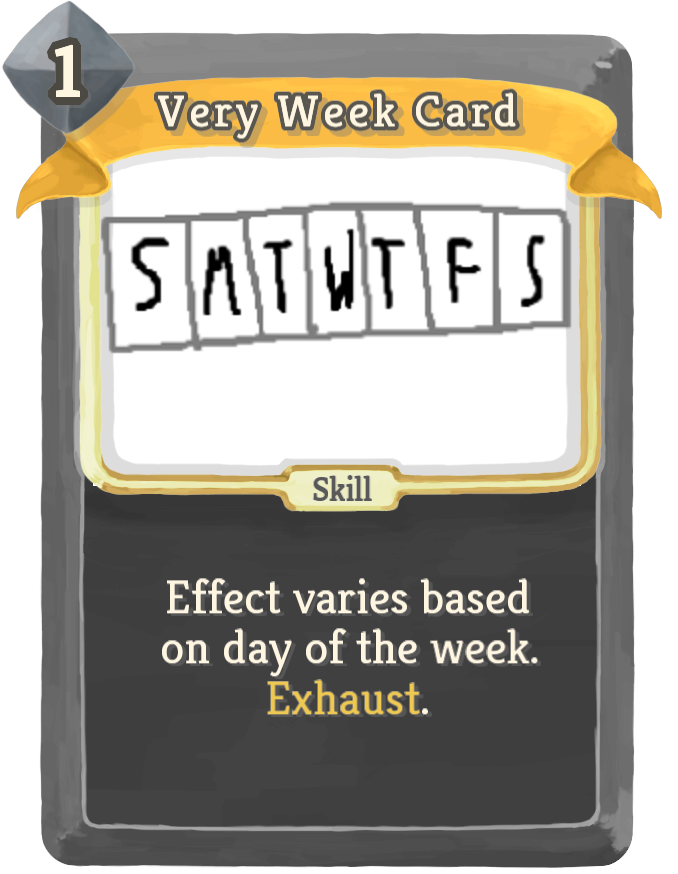 1
Very Week Card
S M T W T F S
Skill
Effect varies based
on day of the week.
Exhaust.